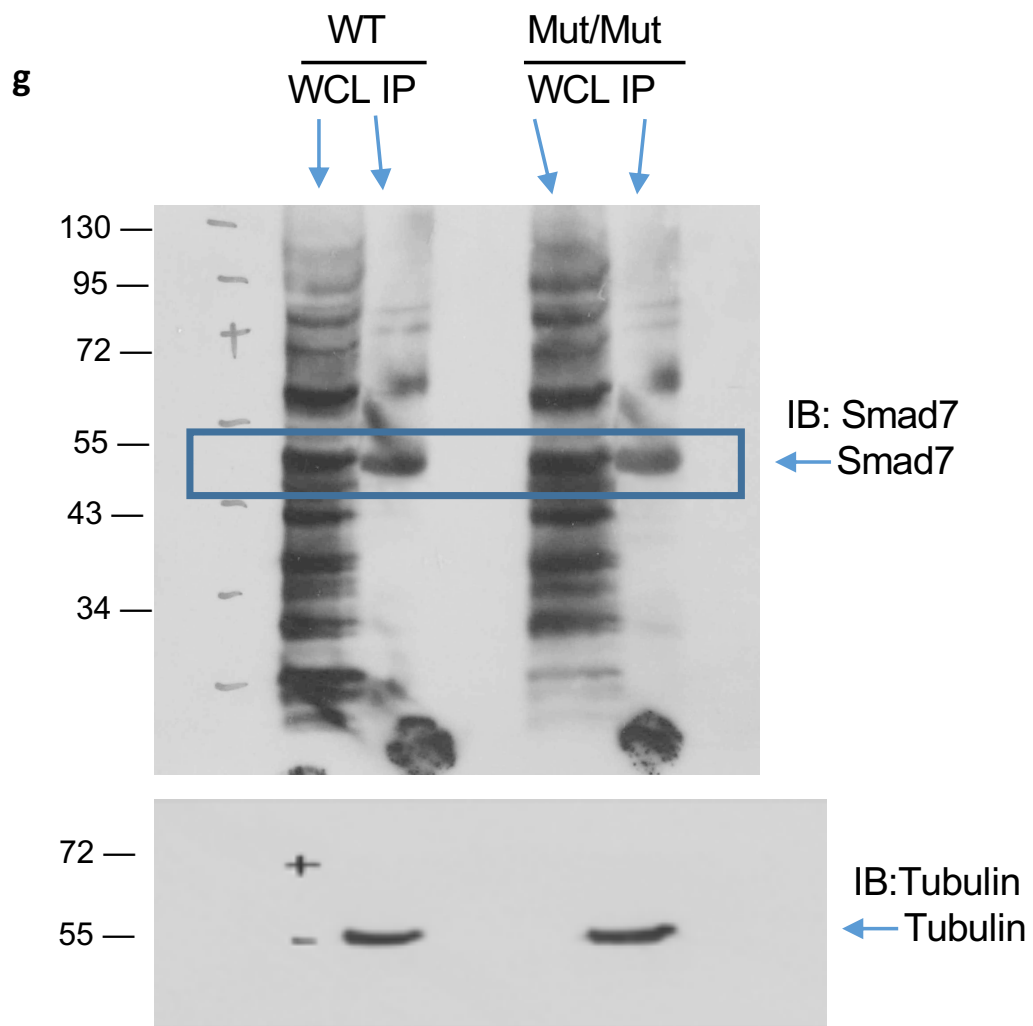 g
WT Mut/Mut
WCL IP WCL IP
130 —
95 —
72 —
55 —
43 —
34 —
IB: Smad7
Smad7
72 —
55 —
IB:Tubulin
Tubulin